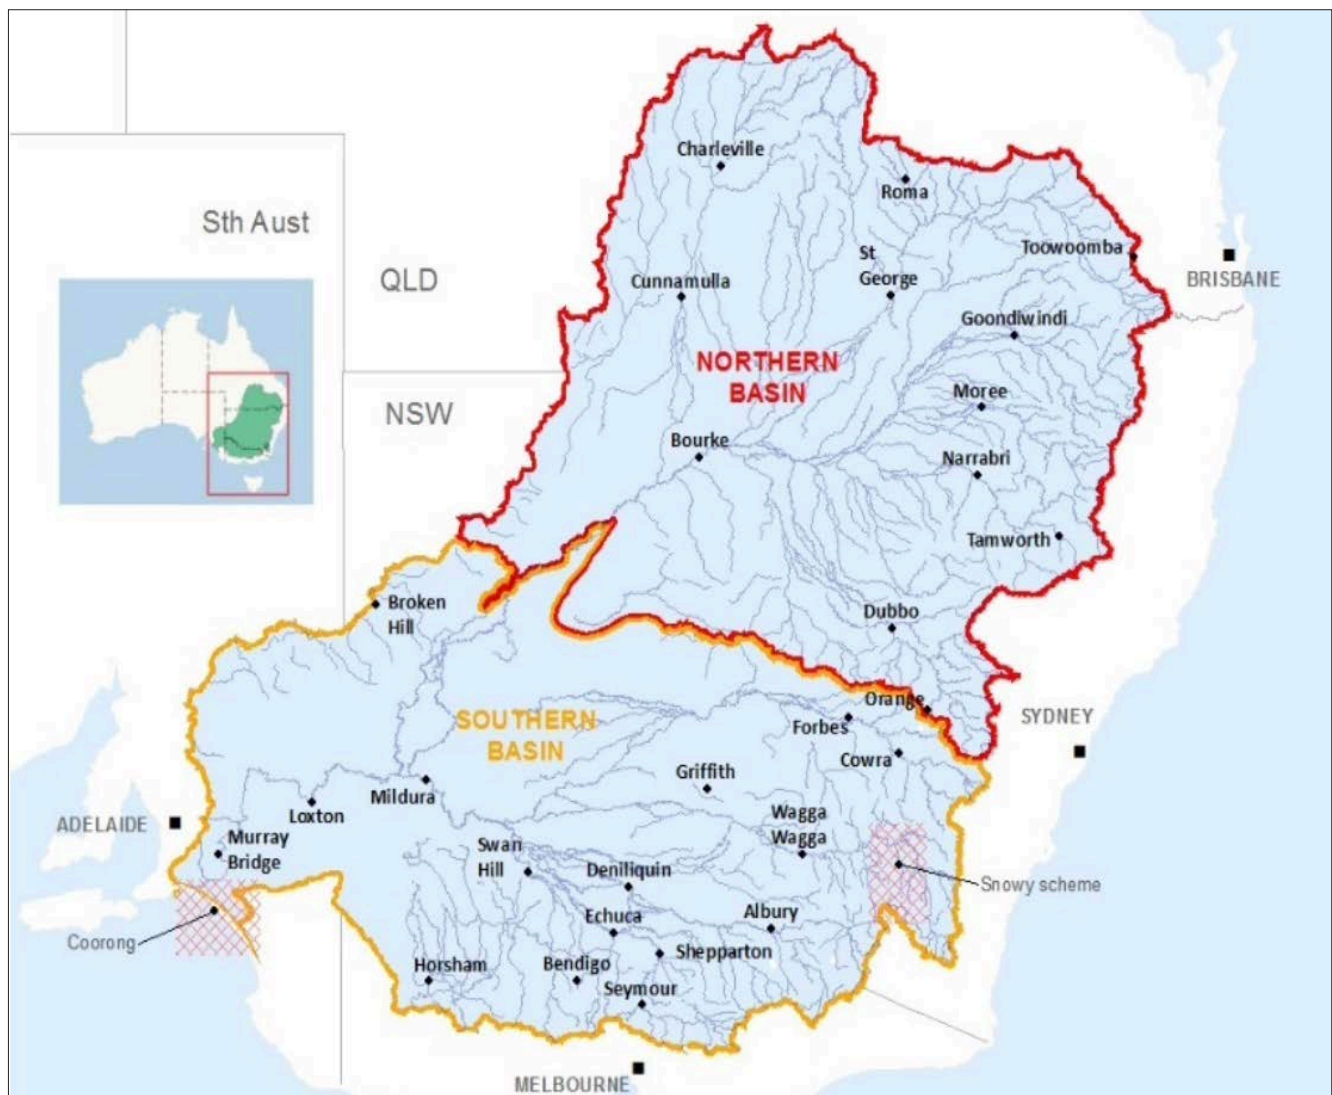 Charleville
Roma
Sth Aust
Toowoomba
St
George
QLD
Cunnamulla
BRISBANE
Goondiwindi
NORTHERN
BASIN
Moree
NSW
Bourke
Narrabri
Tamworth
Broken
Hill
Dubbo
Orange
SOUTHERN
BASIN
Forbes
SYDNEY
Cowra
Griffith
Mildura
Loxton
ADELAIDE
Murray
Bridge
Wagga
Wagga
Swan
Hill
Deniliquin
Snowy scheme
Echuca
Albury
Coorong
Horsham
Bendigo
Shepparton
Seymour
MELBOURNE